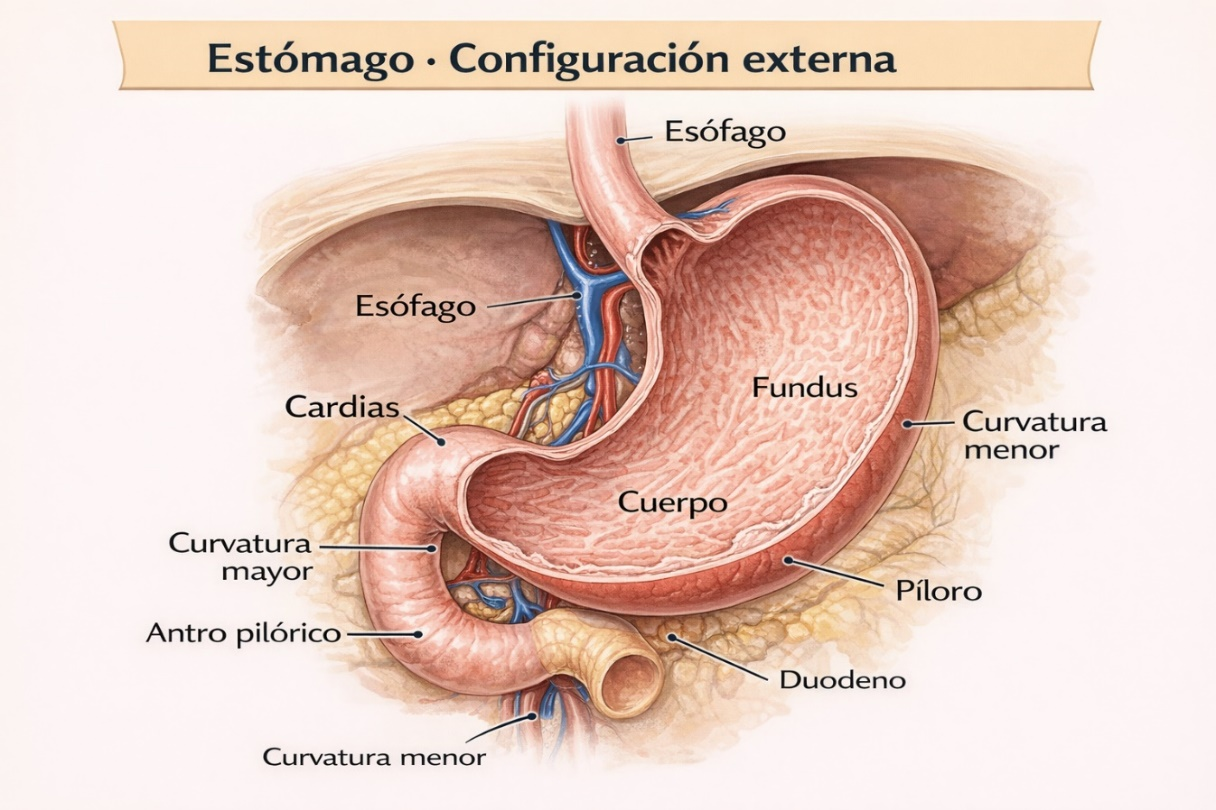 Estómago · Configuración externa
Esófago
Esófago
Fundus
Cardias
Curvatura
menor
Cuerpo
Curvatura
mayor
Píloro
Antro pilórico
Duodeno
Curvatura menor